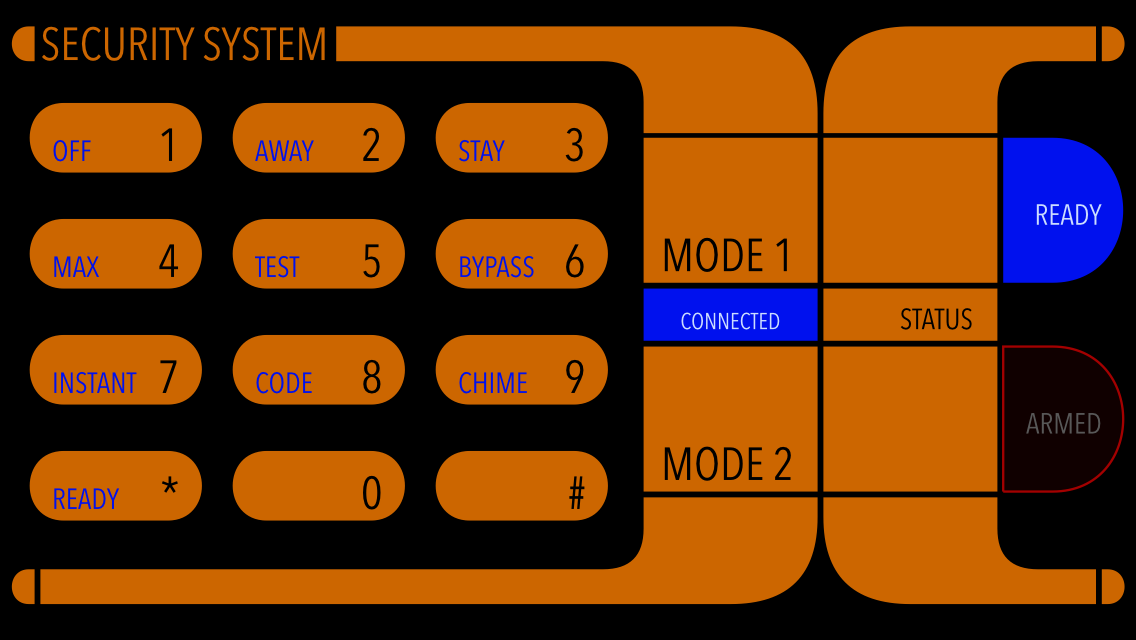 SECURITY SYSTEM
OFF 1
AWAY 2
STAY 3
MAX 4
TEST 5
BYPASS 6
INSTANT 7
CODE 8
CHIME 9
READY *
0
#
MODE 1
CONNECTED
MODE 2
STATUS
READY
ARMED